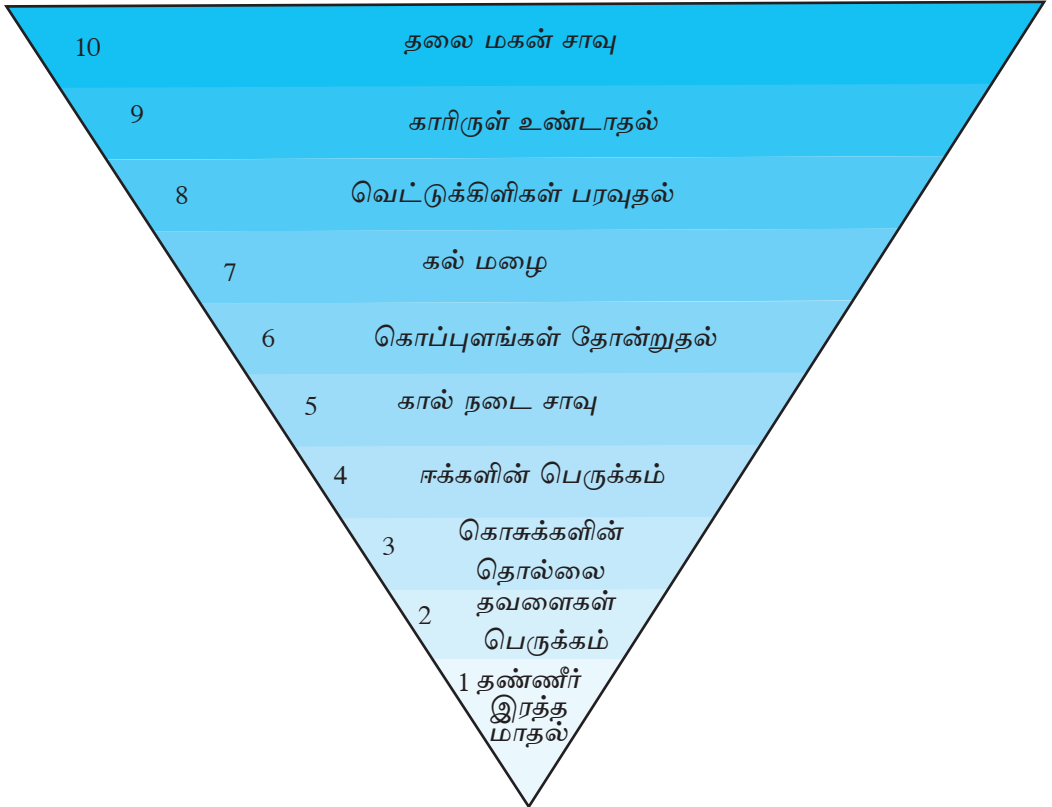 10 தலை மகன் சாவு
9 காரிருள் உண்டாதல்
8 வெட்டுக்கிளிகள் பரவுதல்
7 கல் மழை
6 கொப்புளங்கள் தோன்றுதல்
5 கால் நடை சாவு
4 ஈக்களின் பெருக்கம்
3 கொசுக்களின்
தொல்லை
2 தவளைகள்
பெருக்கம்
1 தண்ணீர்
இரத்த
மாதல்